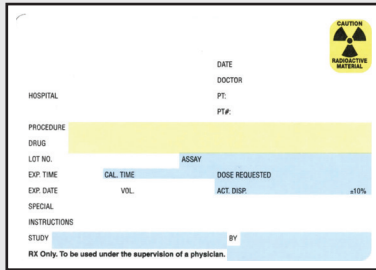 CAUTION
RADIOACTIVE
MATERIAL
DATE
DOCTOR
HOSPITAL PT:
PT#:
PROCEDURE
DRUG
LOT NO. ASSAY
EXP. TIME CAL. TIME DOSE REQUESTED
EXP. DATE VOL. ACT. DISP. ±10%
SPECIAL
INSTRUCTIONS
STUDY BY
RX Only. To be used under the supervision of a physician.